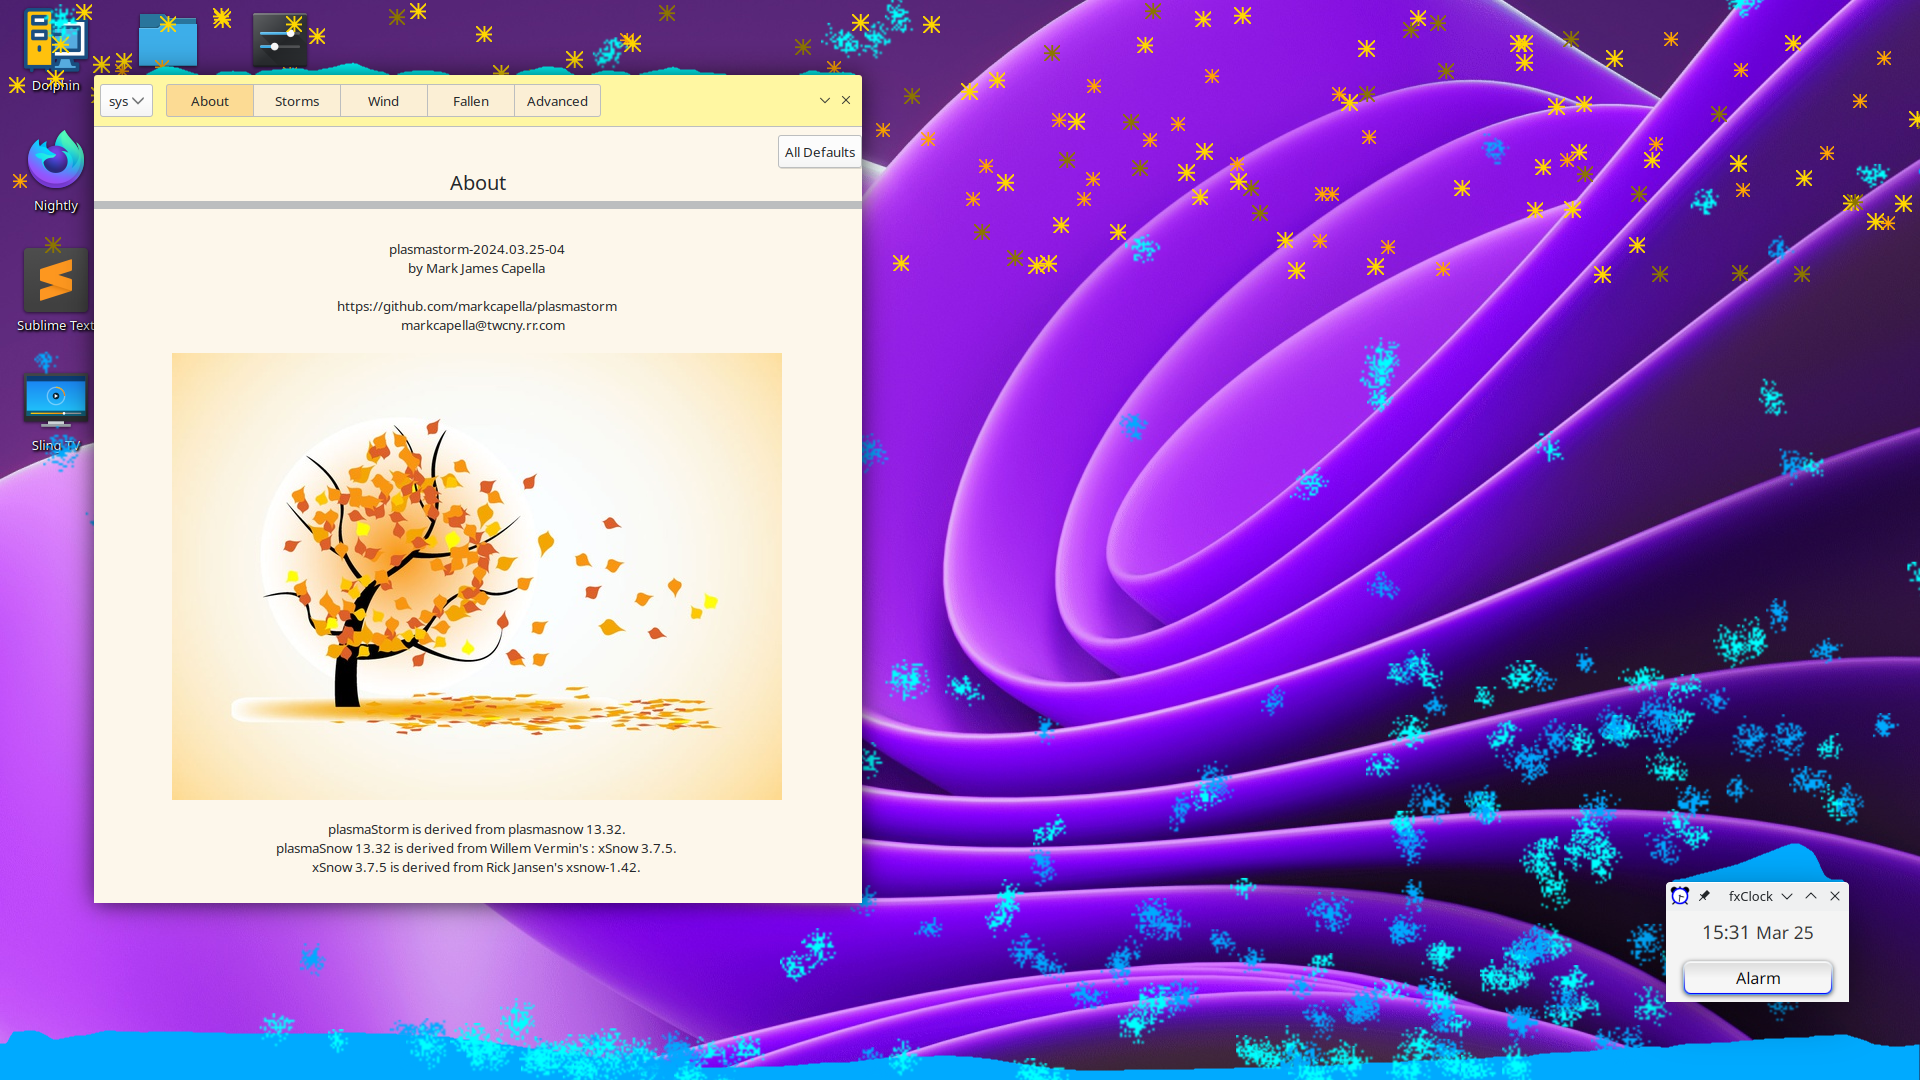 Dolphin
Nightly
Sublime Text
Sling TV
sys
About
Storms
Wind
Fallen
Advanced
All Defaults
About
plasmastorm-2024.03.25-04
by Mark James Capella
https://github.com/markcapella/plasmastorm
markcapella@twcny.rr.com
plasmaStorm is derived from plasmasnow 13.32.
plasmaSnow 13.32 is derived from Willem Vermin's : xSnow 3.7.5.
xSnow 3.7.5 is derived from Rick Jansen's xsnow-1.42.
fxClock
15:31 Mar 25
Alarm